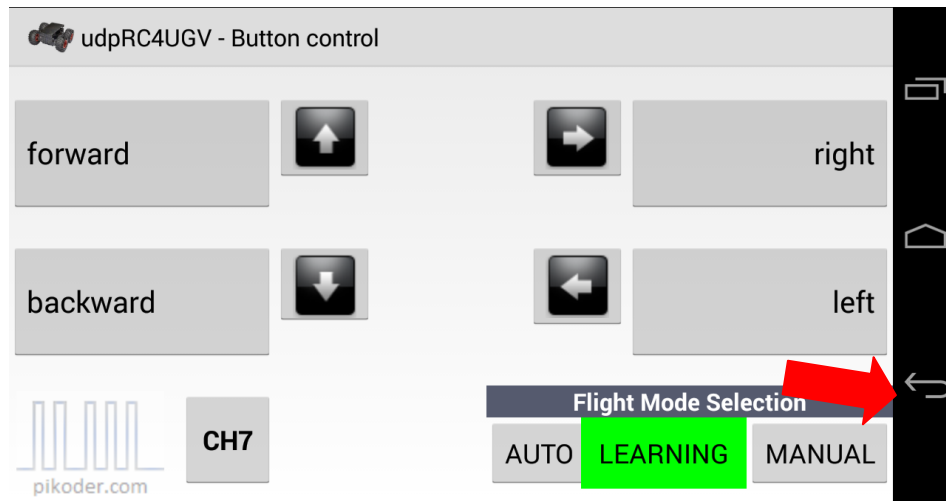 udpRC4UGV - Button control
forward
right
backward
left
Flight Mode Selection
CH7
AUTO
LEARNING
MANUAL
pikoder.com